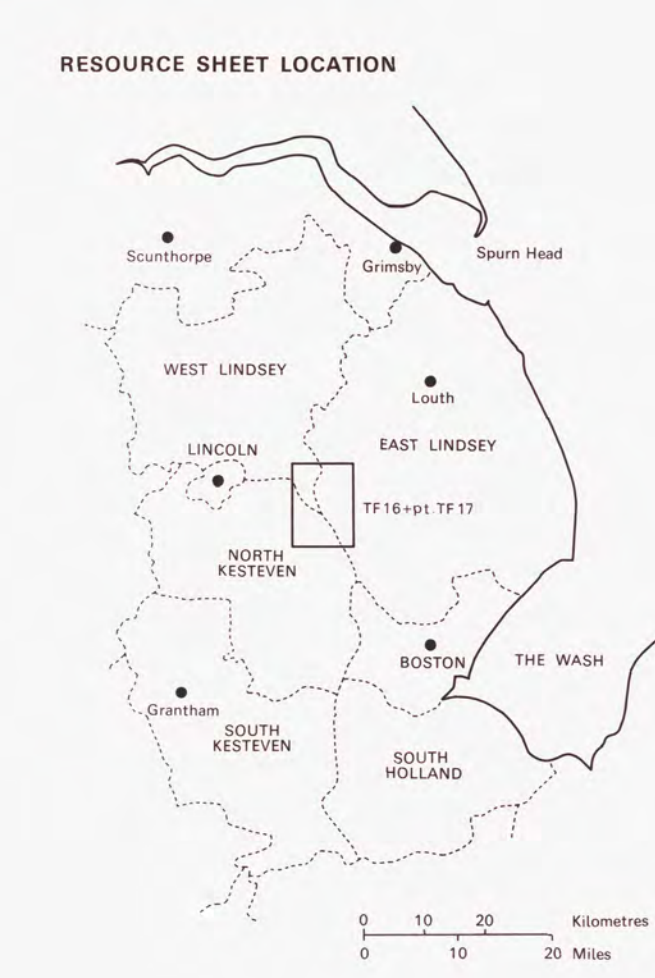 RESOURCE SHEET LOCATION
Scunthorpe
Grimsby
Spurn Head
WEST LINDSEY
Louth
LINCOLN
EAST LINDSEY
TF16+pt.TF17
NORTH
KESTEVEN
BOSTON
THE WASH
Grantham
SOUTH
KESTEVEN
SOUTH
HOLLAND
0 10 20 Kilometres
0 10 20 Miles